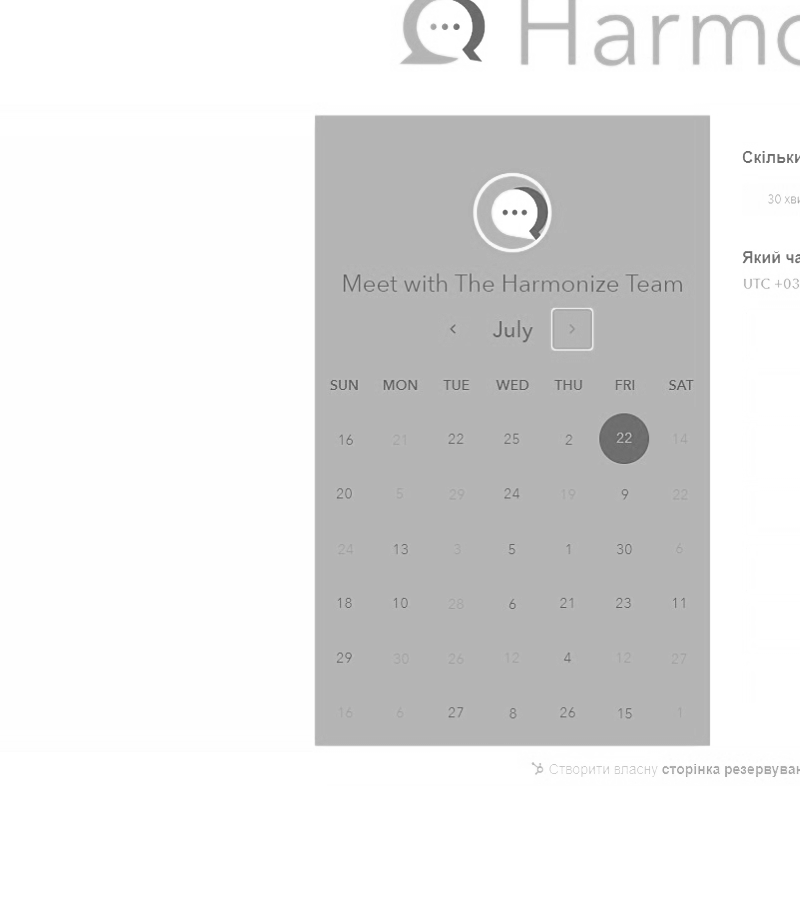 Harmo
Скільки
30 хви
Meet with The Harmonize Team
Який ча
UTC +03
July
SUN MON TUE WED THU FRI SAT
16 21 22 25 2 22 14
20 5 29 24 19 9 22
24 13 3 5 1 30 6
18 10 28 6 21 23 11
29 30 26 12 4 12 27
16 6 27 8 26 15 1
Створити власну сторінка резервуван